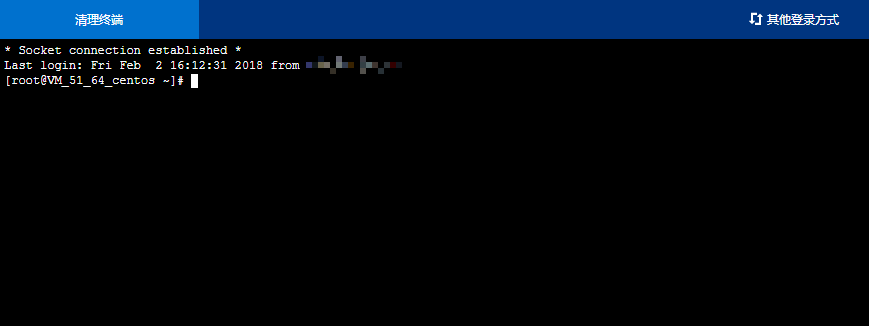 清理终端
其他登录方式
* Socket connection established *
Last login: Fri Feb  2 16:12:31 2018 from
[root@VM_51_64_centos ~]#